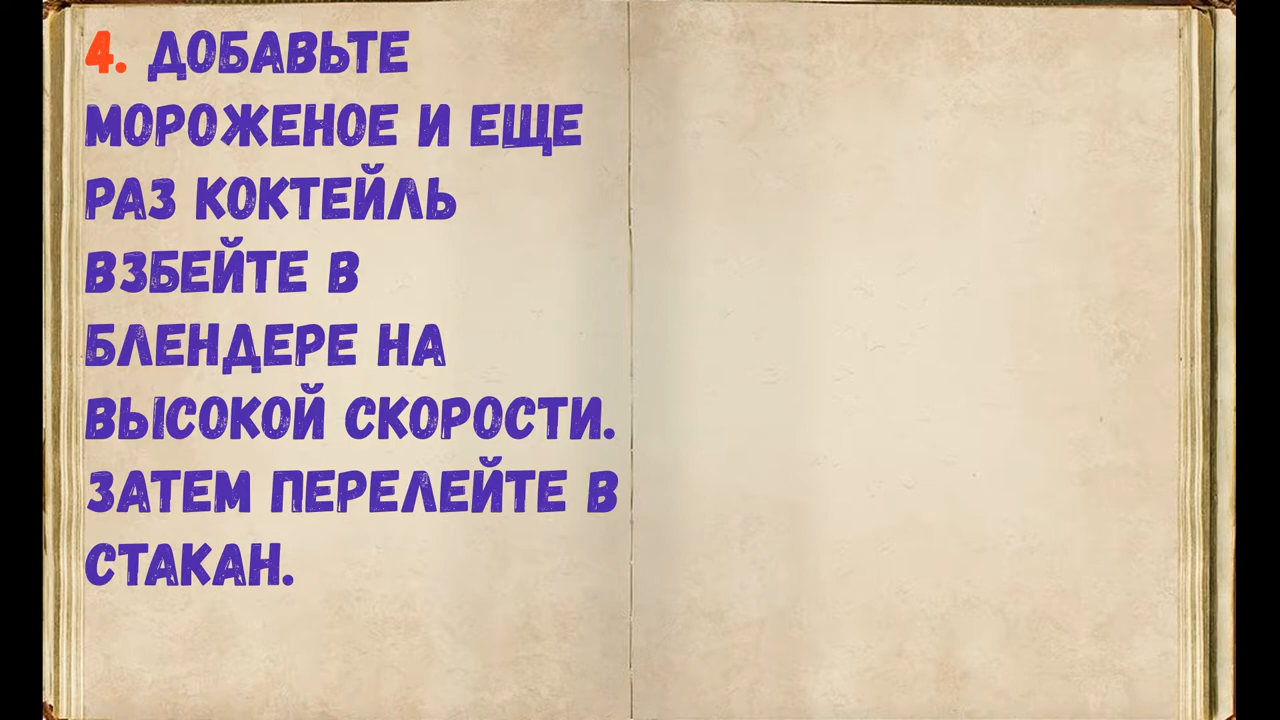 4. ДОБАВЬТЕ
МОРОЖЕНОЕ И ЕЩЕ
РАЗ КОКТЕЙЛЬ
ВЗБЕЙТЕ В
БЛЕНДЕРЕ НА
ВЫСОКОЙ СКОРОСТИ.
ЗАТЕМ ПЕРЕЛЕЙТЕ В
СТАКАН.